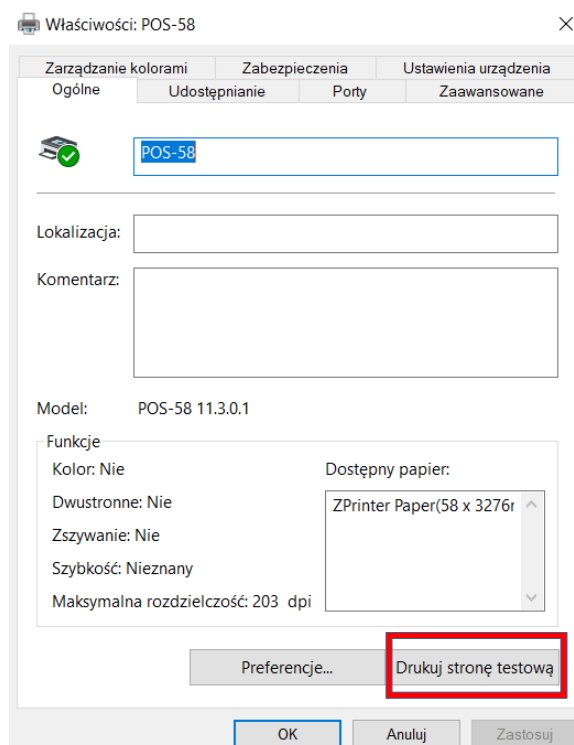 Właściwości: POS-58
Zarządzanie kolorami Zabezpieczenia Ustawienia urządzenia
Ogólne Udostępnianie Porty Zaawansowane
POS-58
Lokalizacja:
Komentarz:
Model: POS-58 11.3.0.1
Funkcje
Kolor: Nie Dostępny papier:
Dwustronne: Nie ZPrinter Paper(58 x 3276r
Zszywanie: Nie
Szybkość: Nieznany
Maksymalna rozdzielczość: 203 dpi
Preferencje... Drukuj stronę testową
OK Anuluj Zastosuj